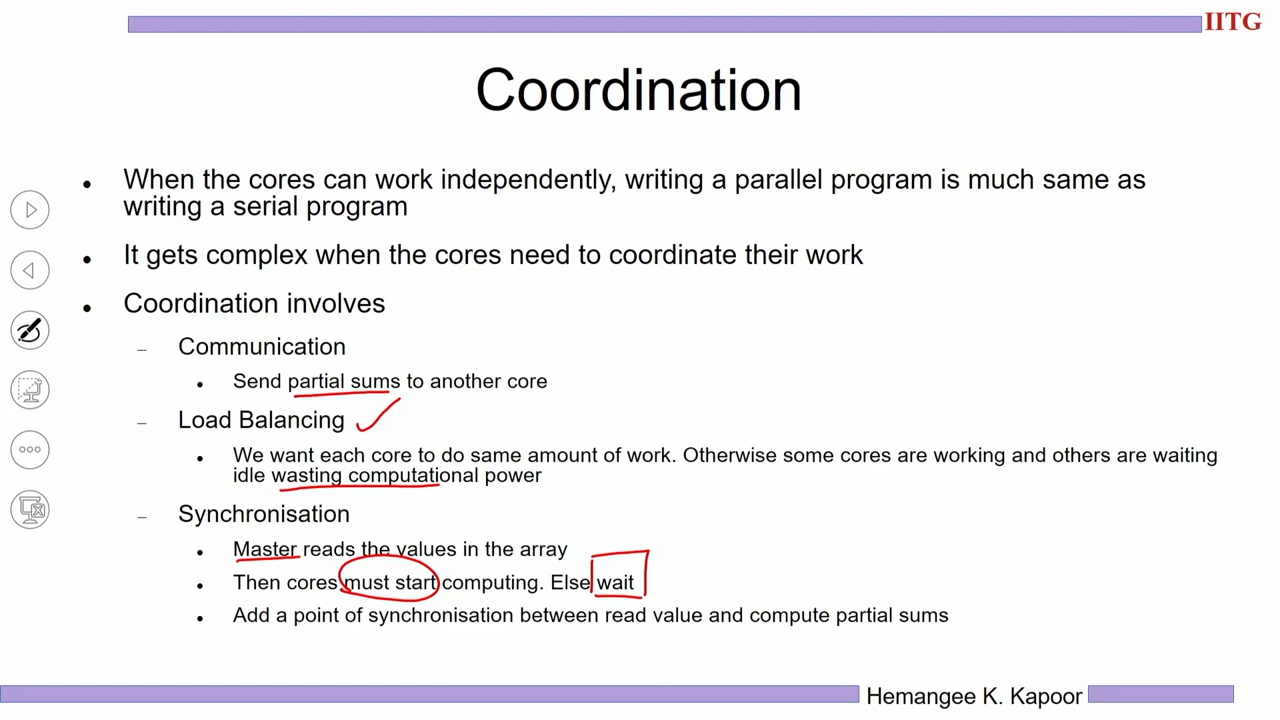 IITG
Coordination
• When the cores can work independently, writing a parallel program is much same as
writing a serial program
• It gets complex when the cores need to coordinate their work
• Coordination involves
– Communication
• Send partial sums to another core
– Load Balancing
• We want each core to do same amount of work. Otherwise some cores are working and others are waiting
idle wasting computational power
– Synchronisation
• Master reads the values in the array
• Then cores must start computing. Else wait
• Add a point of synchronisation between read value and compute partial sums
Hemangee K. Kapoor